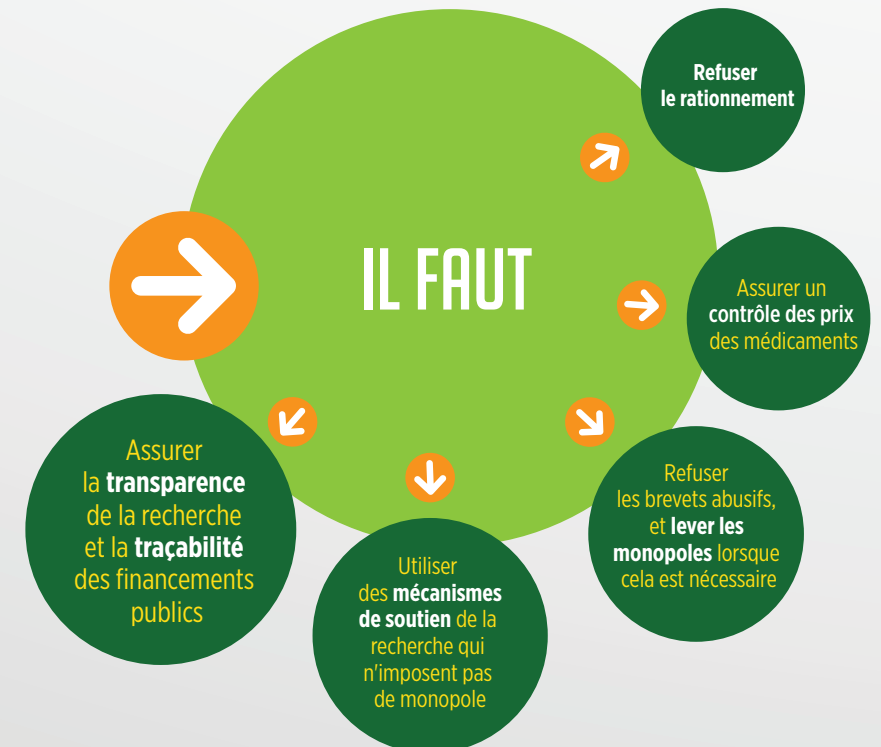 IL FAUT
Refuser
le rationnement
Assurer un
contrôle des prix
des médicaments
Refuser
les brevets abusifs,
et lever les
monopoles lorsque
cela est nécessaire
Utiliser
des mécanismes
de soutien de la
recherche qui
n'imposent pas
de monopole
Assurer
la transparence
de la recherche
et la traçabilité
des financements
publics